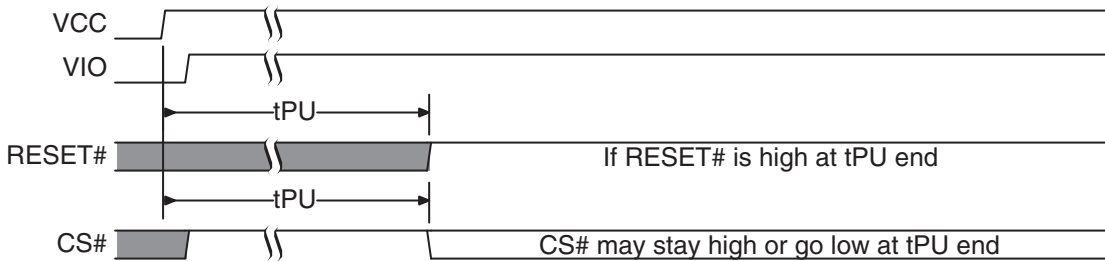 VCC
VIO
tPU
RESET# If RESET# is high at tPU end
tPU
CS# CS# may stay high or go low at tPU end